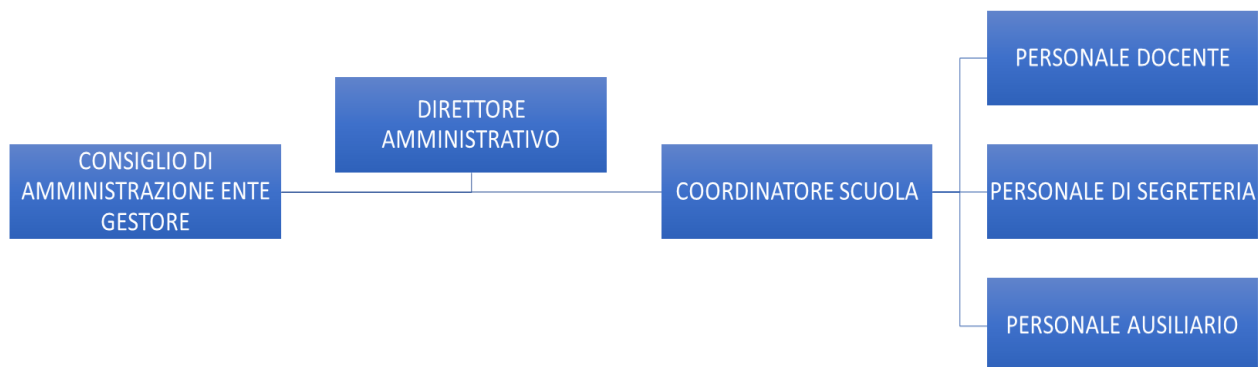 CONSIGLIO DI
AMMINISTRAZIONE ENTE
GESTORE
DIRETTORE
AMMINISTRATIVO
COORDINATORE SCUOLA
PERSONALE DOCENTE
PERSONALE DI SEGRETERIA
PERSONALE AUSILIARIO